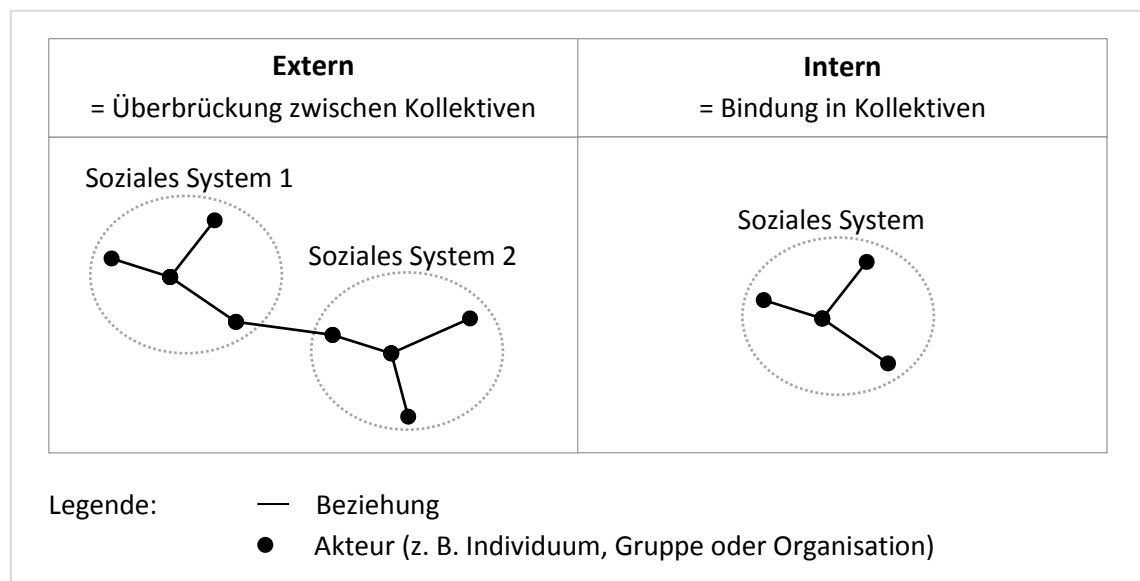 Extern
= Überbrückung zwischen Kollektiven
Intern
= Bindung in Kollektiven
Soziales System 1
Soziales System 2
Soziales System
Legende:
Beziehung
Akteur (z. B. Individuum, Gruppe oder Organisation)